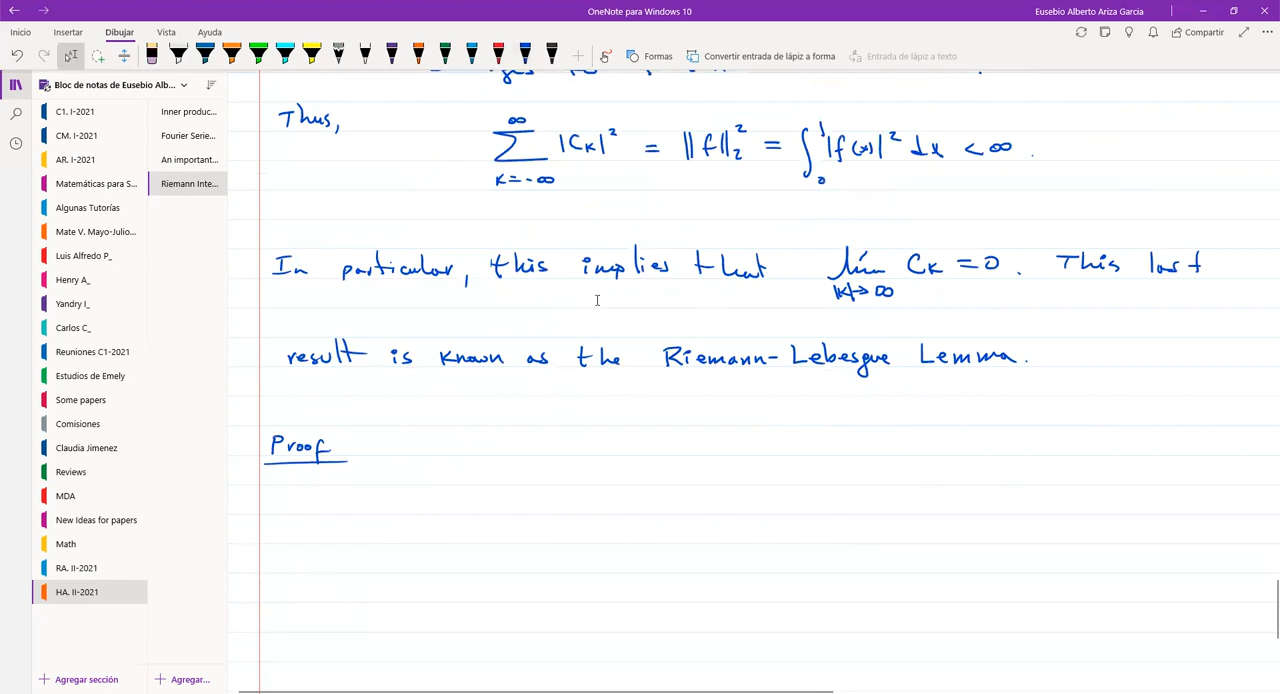 OneNote para Windows 10
Eusebio Alberto Ariza Garcia
Inicio Insertar Dibujar Vista Ayuda
Compartir
Formas
Convertir entrada de lápiz a forma
Entrada de lápiz a texto
Bloc de notas de Eusebio Alb...
C1. I-2021
CM. I-2021
AR. I-2021
Matemáticas para S...
Algunas Tutorías
Mate V. Mayo-Julio...
Luis Alfredo P_
Henry A_
Yandry I_
Carlos C_
Reuniones C1-2021
Estudios de Emely
Some papers
Comisiones
Claudia Jimenez
Reviews
MDA
New Ideas for papers
Math
RA. II-2021
HA. II-2021
Agregar sección
Inner produc...
Fourier Serie...
An important...
Riemann Inte...
Agregar...
Thus,
∞
∑ |Cₖ|² = ‖f‖₂² = ∫₀¹ |f(x)|² dx < ∞ .
k=-∞
In particular, this implies that lím Cₖ = 0 . This last
|k|→∞
result is known as the Riemann-Lebesgue Lemma.
Proof